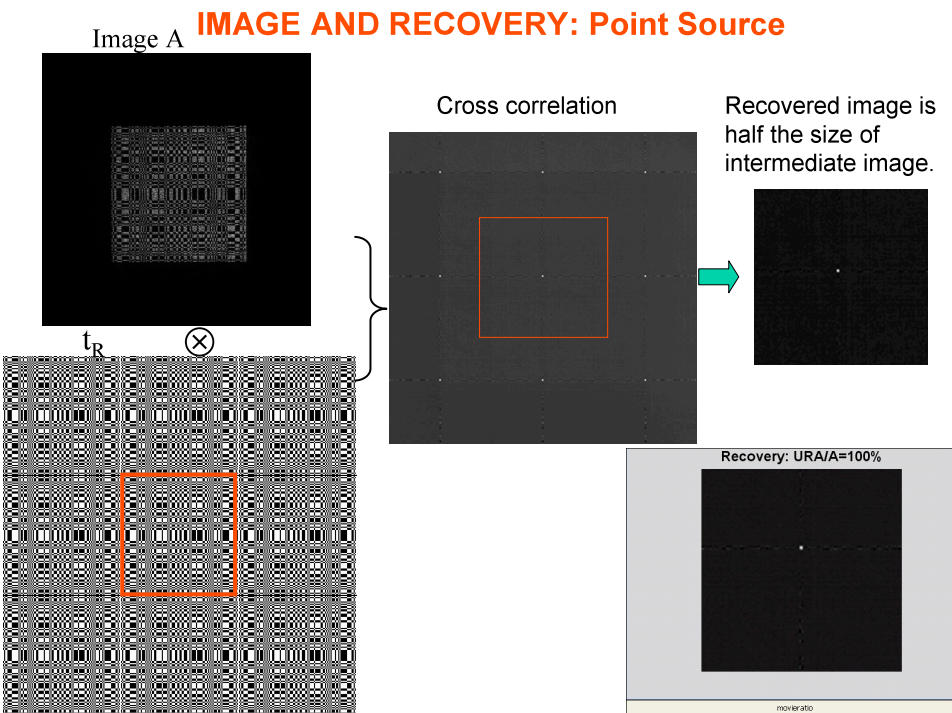 IMAGE AND RECOVERY: Point Source
Image A
Cross correlation
Recovered image is
half the size of
intermediate image.
tR
⊗
Recovery: URA/A=100%
movieratio